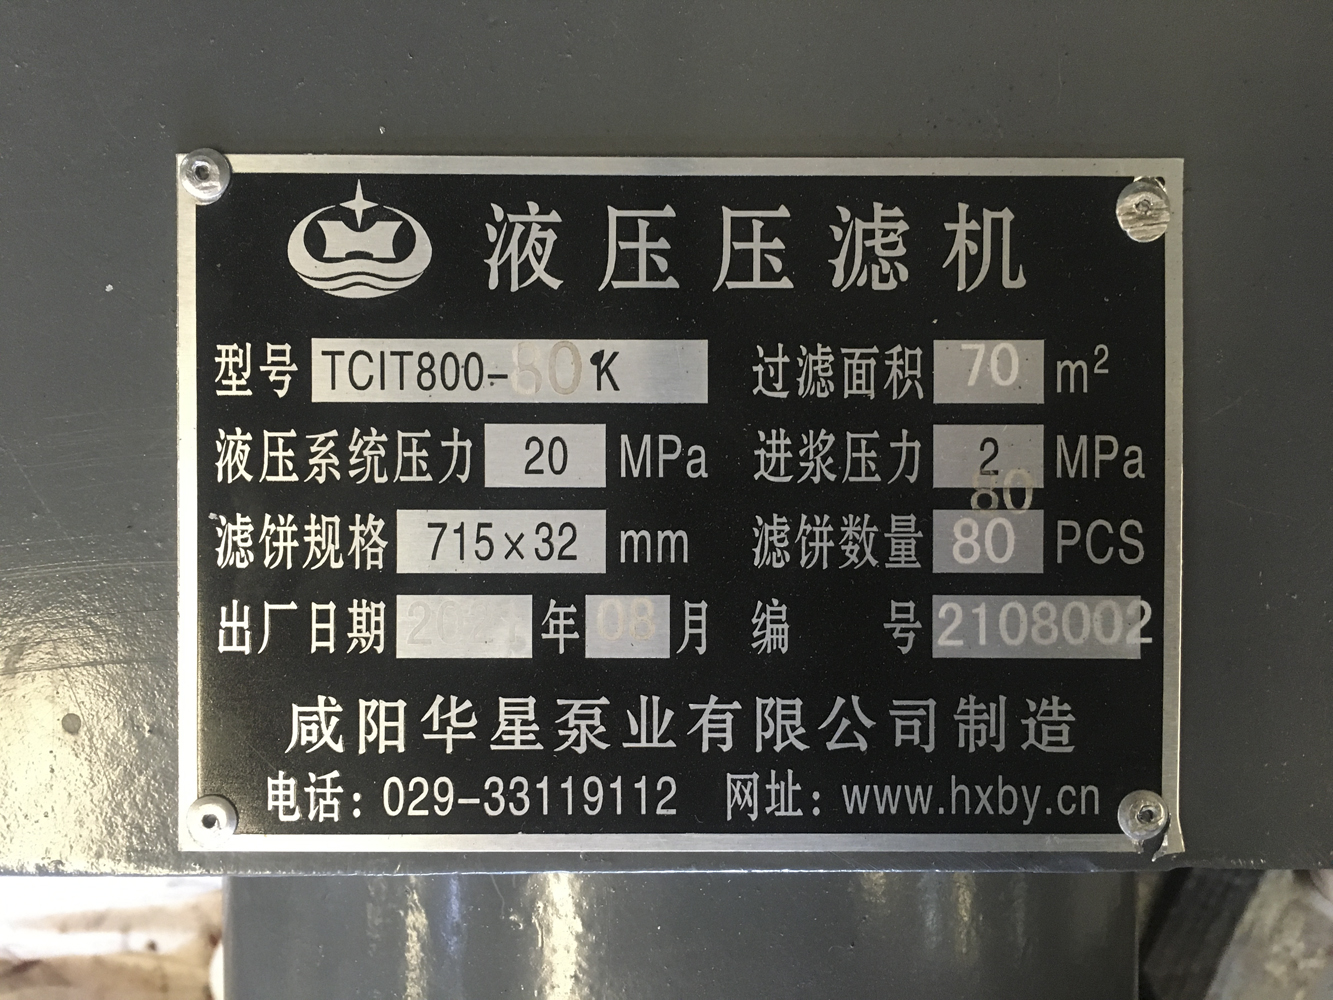 液压压滤机
型号 TCIT800-80K 过滤面积 70 m²
液压系统压力 20 MPa 进浆压力 2 MPa
80
滤饼规格 715×32 mm 滤饼数量 80 PCS
出厂日期 年 08 月 编 号 2108002
咸阳华星泵业有限公司制造
电话：029-33119112 网址：www.hxby.cn